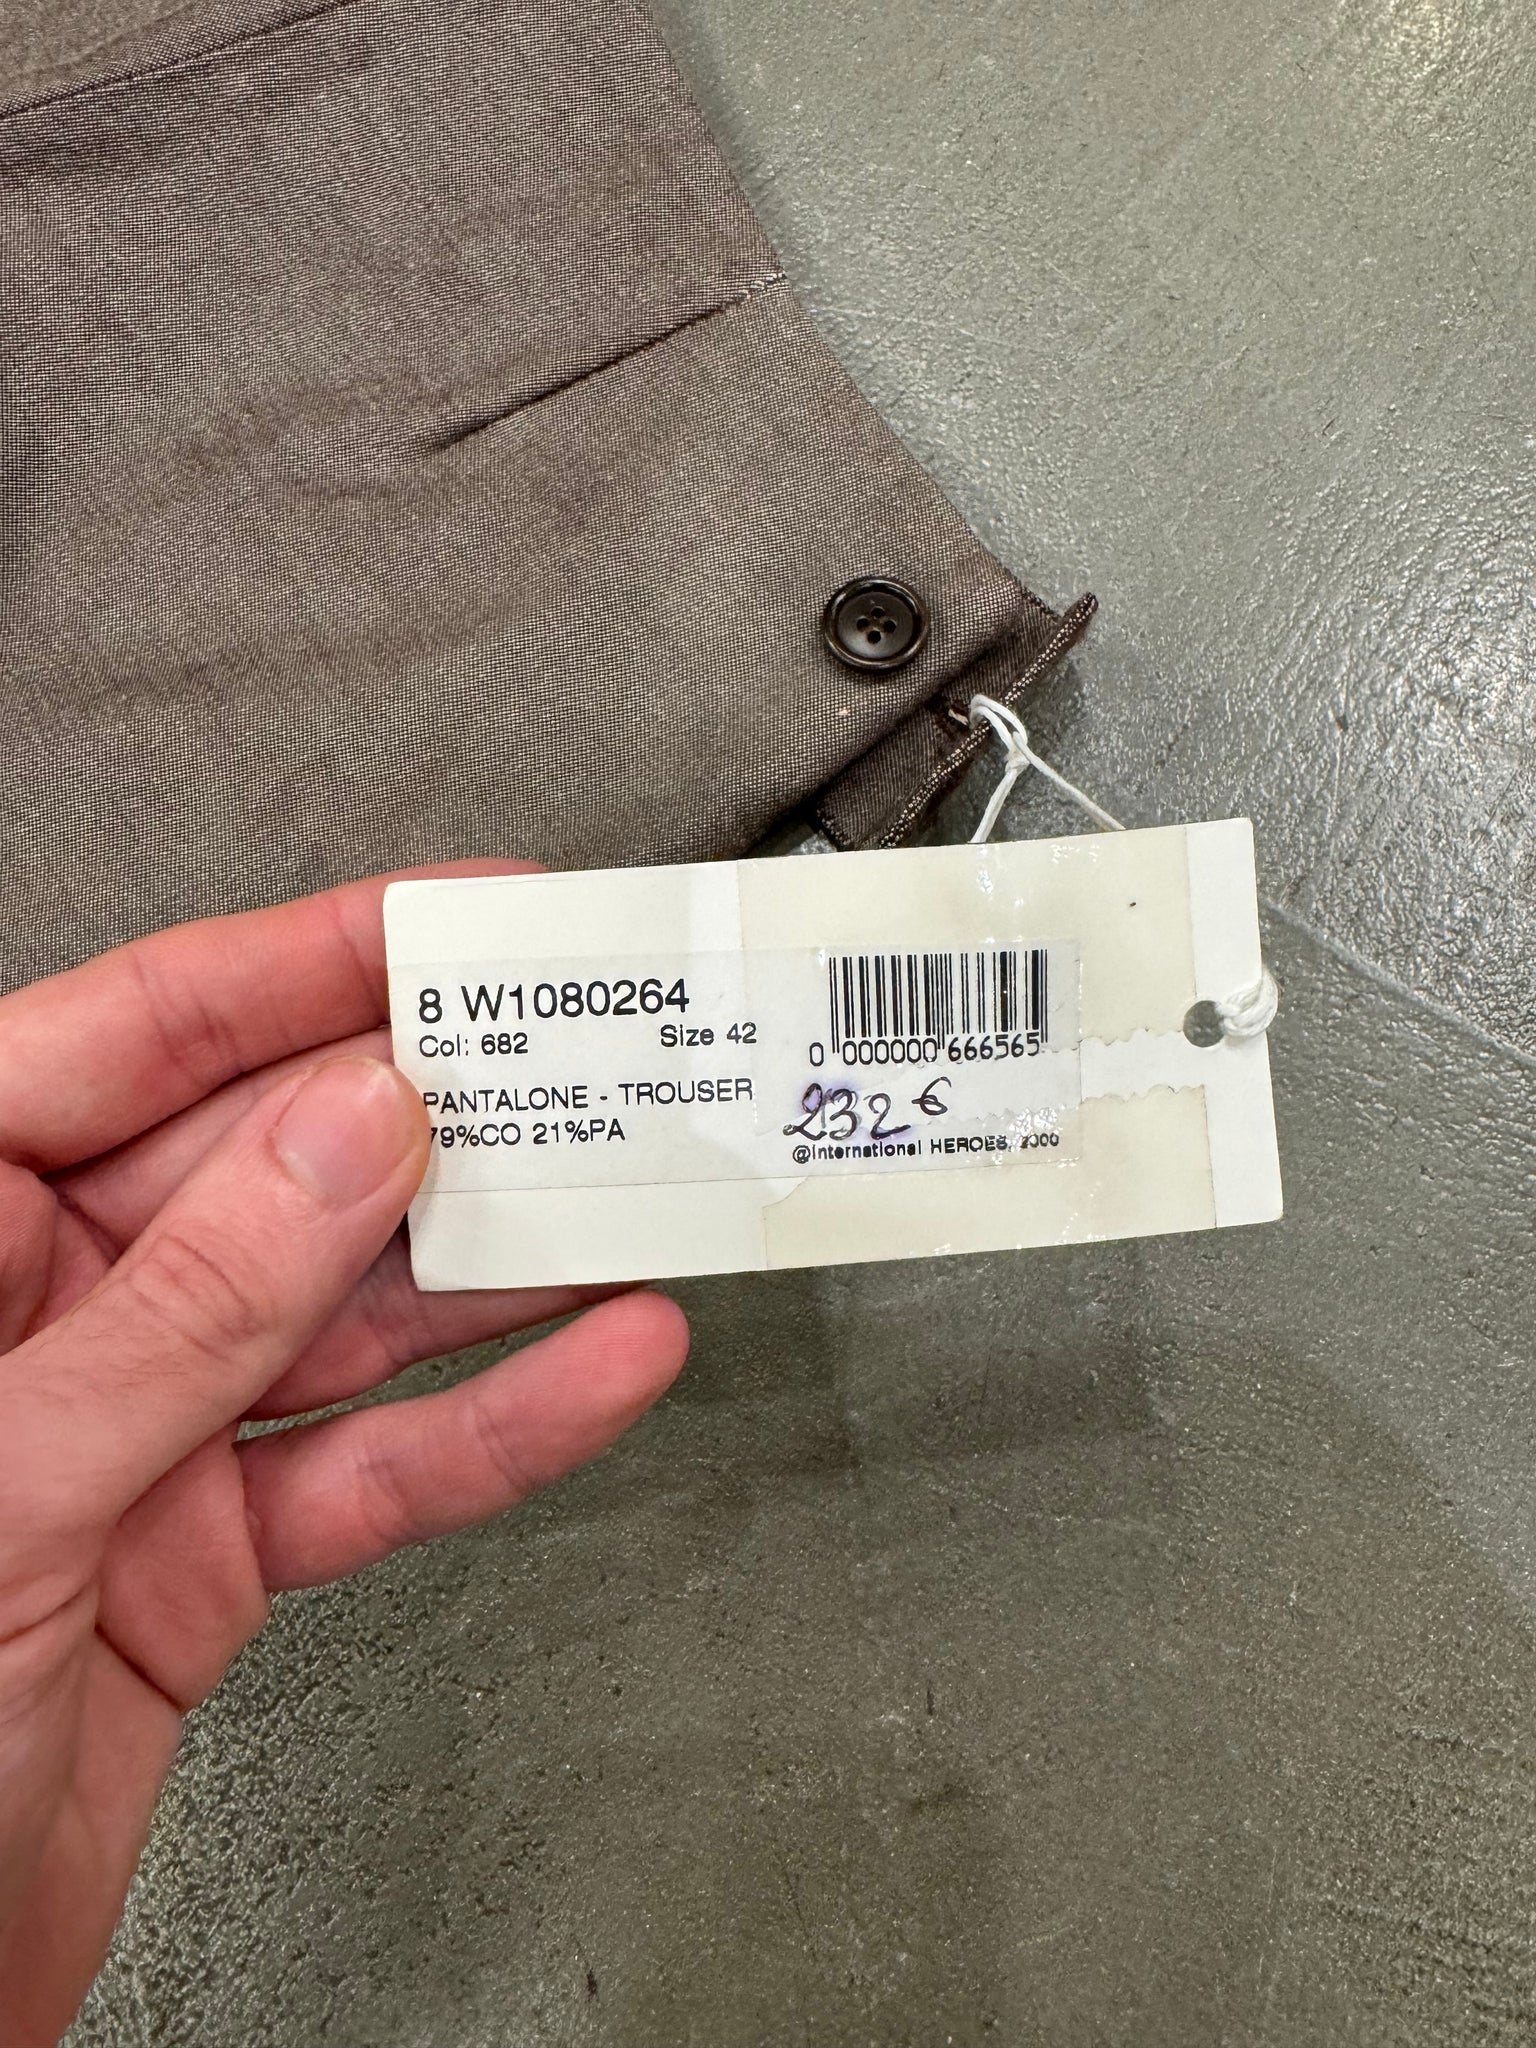 8 W1080264
Col: 682 Size 42
0 000000 666565
PANTALONE - TROUSER
79%CO 21%PA
232 €
@international HEROES, 2000